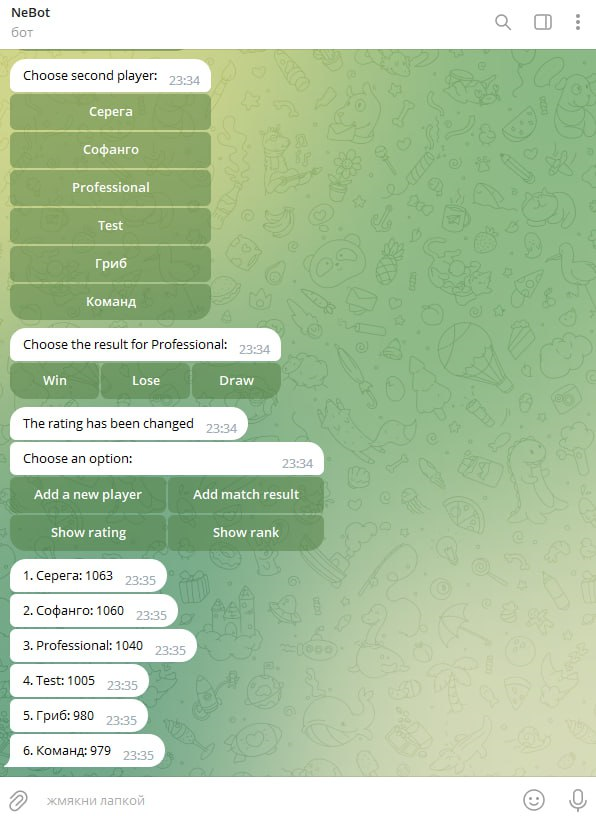 NeBot
бот
Choose second player: 23:34
Серега
Софанго
Professional
Test
Гриб
Команд
Choose the result for Professional: 23:34
Win Lose Draw
The rating has been changed 23:34
Choose an option: 23:34
Add a new player Add match result
Show rating Show rank
1. Серега: 1063 23:35
2. Софанго: 1060 23:35
3. Professional: 1040 23:35
4. Test: 1005 23:35
5. Гриб: 980 23:35
6. Команд: 979 23:35
жмякни лапкой